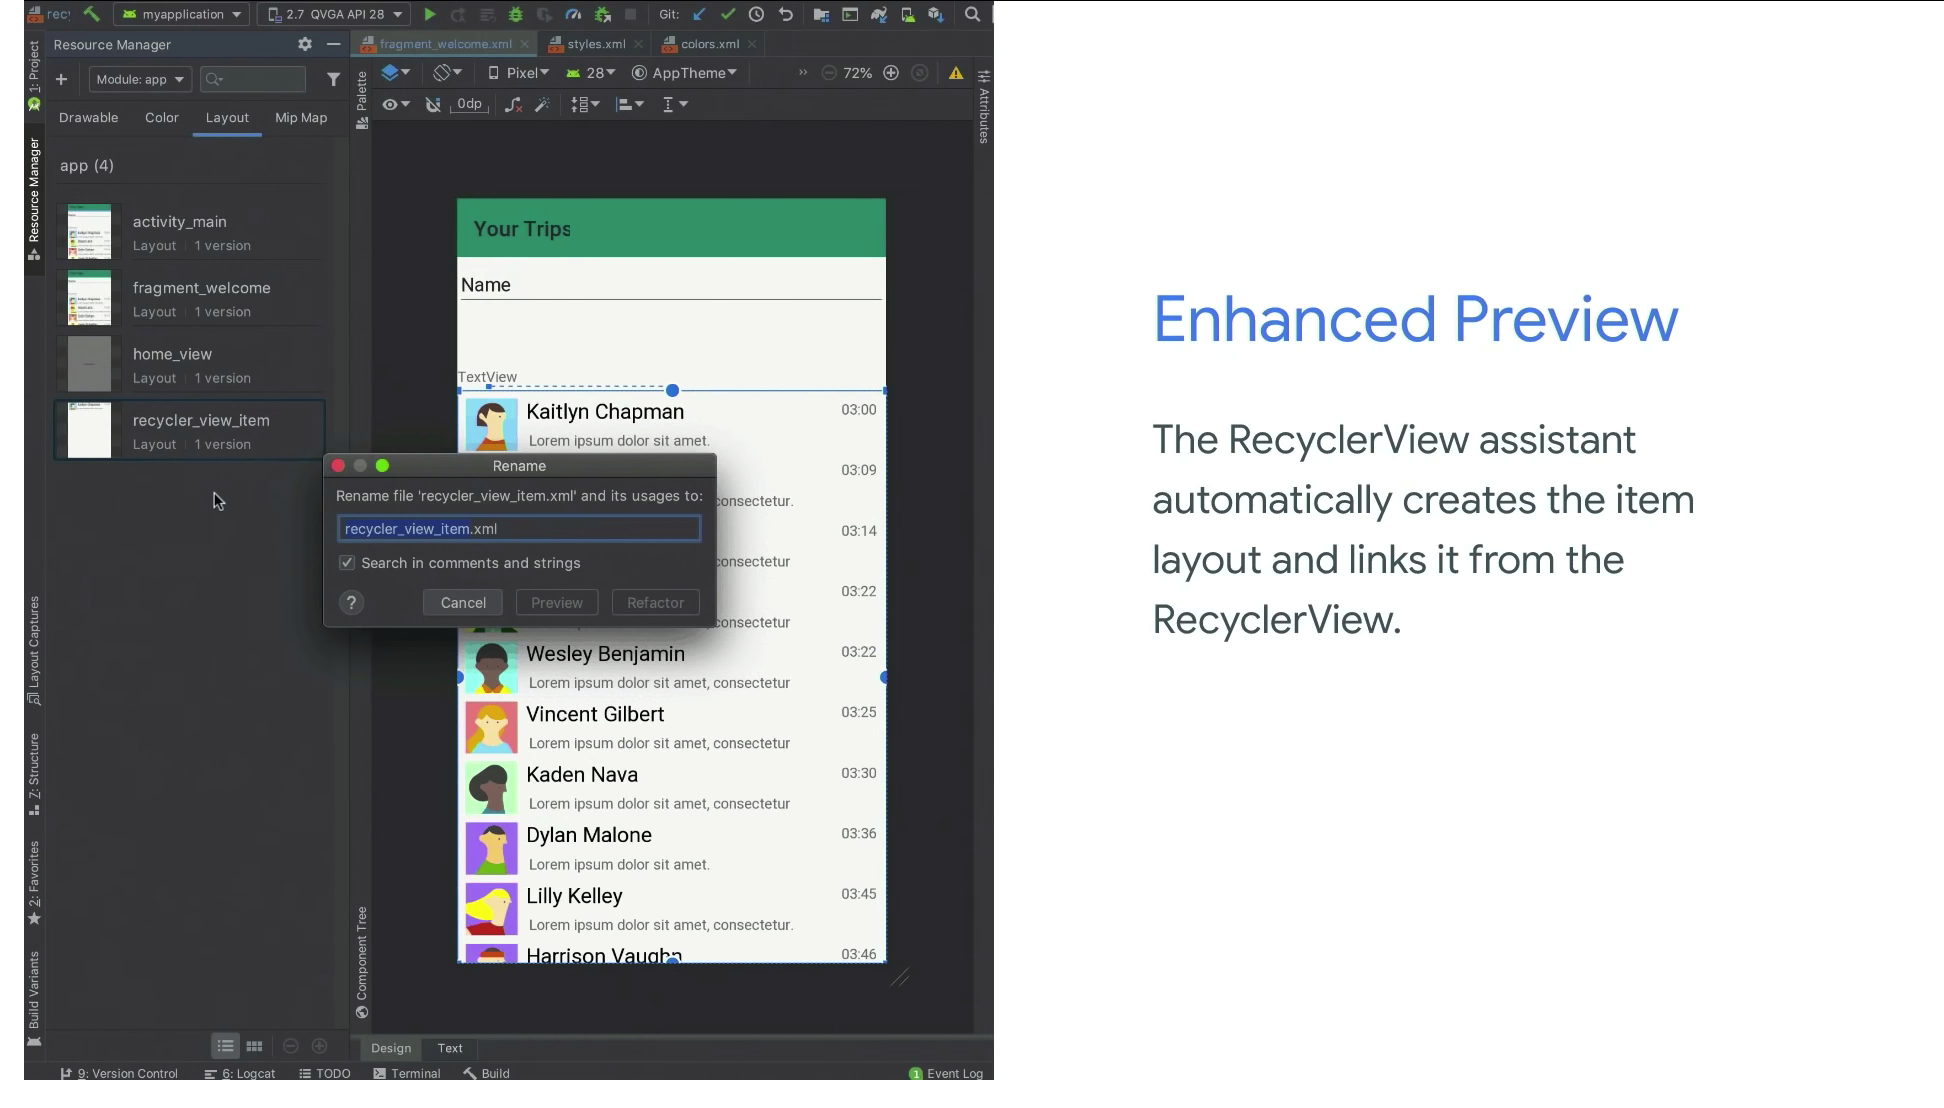 recy
myapplication
2.7 QVGA API 28
Git:
Resource Manager
fragment_welcome.xml
styles.xml
colors.xml
1: Project
Resource Manager
Layout Captures
7: Structure
2: Favorites
Build Variants
+ Module: app
Drawable
Color
Layout
Mip Map
app (4)
activity_main
Layout | 1 version
fragment_welcome
Layout | 1 version
home_view
Layout | 1 version
recycler_view_item
Layout | 1 version
Palette
Component Tree
Pixel
28
AppTheme
72%
0dp
Attributes
Your Trips
Name
TextView
Kaitlyn Chapman
03:00
Lorem ipsum dolor sit amet.
03:09
consectetur.
03:14
consectetur
03:22
consectetur
Wesley Benjamin
03:22
Lorem ipsum dolor sit amet, consectetur
Vincent Gilbert
03:25
Lorem ipsum dolor sit amet, consectetur
Kaden Nava
03:30
Lorem ipsum dolor sit amet, consectetur
Dylan Malone
03:36
Lorem ipsum dolor sit amet.
Lilly Kelley
03:45
Lorem ipsum dolor sit amet, consectetur.
Harrison Vaughn
03:46
Rename
Rename file 'recycler_view_item.xml' and its usages to:
recycler_view_item.xml
Search in comments and strings
?
Cancel
Preview
Refactor
Design
Text
9: Version Control
6: Logcat
TODO
Terminal
Build
1 Event Log
Enhanced Preview
The RecyclerView assistant
automatically creates the item
layout and links it from the
RecyclerView.